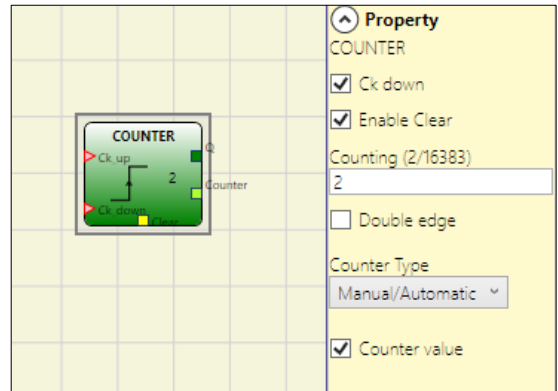 COUNTER
Q
Ck_up
2
Counter
Ck_down
Clear
Property
COUNTER
Ck down
Enable Clear
Counting (2/16383)
2
Double edge
Counter Type
Manual/Automatic
Counter value